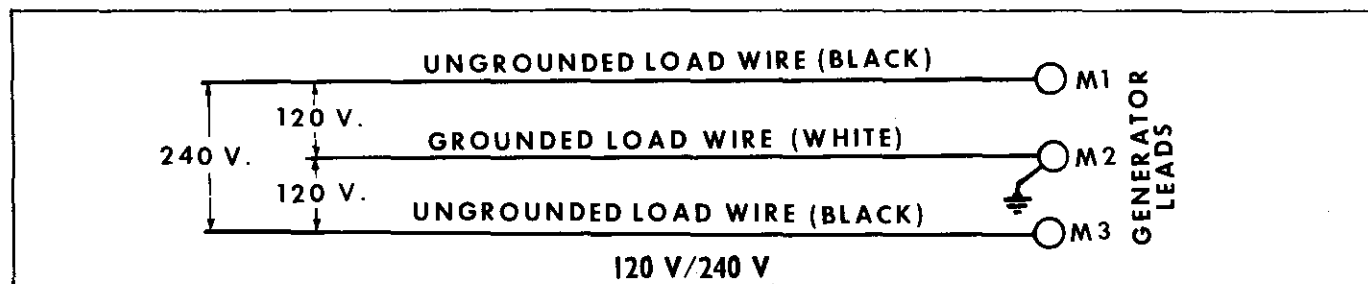 UNGROUNDED LOAD WIRE (BLACK)
M1
120 V.
240 V.
GROUNDED LOAD WIRE (WHITE)
M2
120 V.
UNGROUNDED LOAD WIRE (BLACK)
M3
GENERATOR
LEADS
120 V/240 V